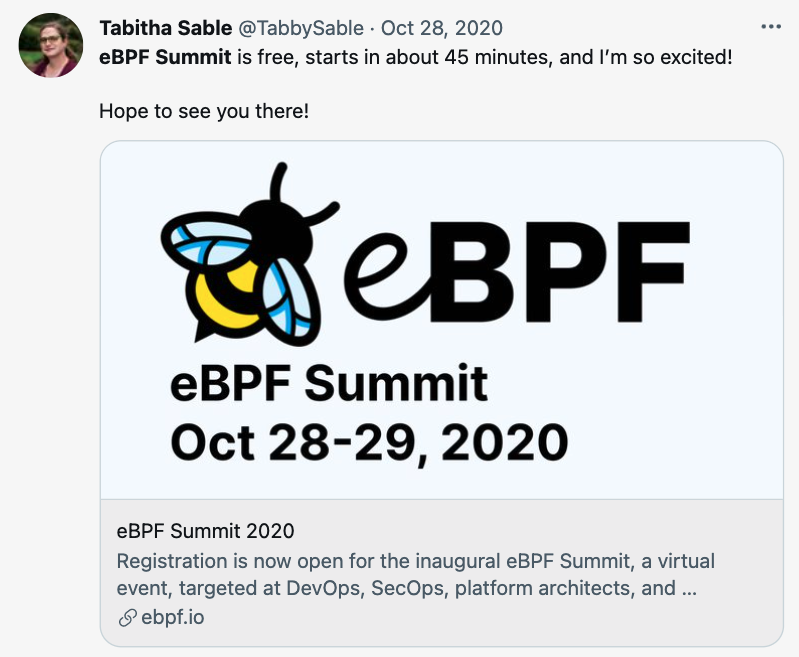 Tabitha Sable @TabbySable · Oct 28, 2020
eBPF Summit is free, starts in about 45 minutes, and I’m so excited!
Hope to see you there!
eBPF
eBPF Summit
Oct 28-29, 2020
eBPF Summit 2020
Registration is now open for the inaugural eBPF Summit, a virtual
event, targeted at DevOps, SecOps, platform architects, and ...
ebpf.io